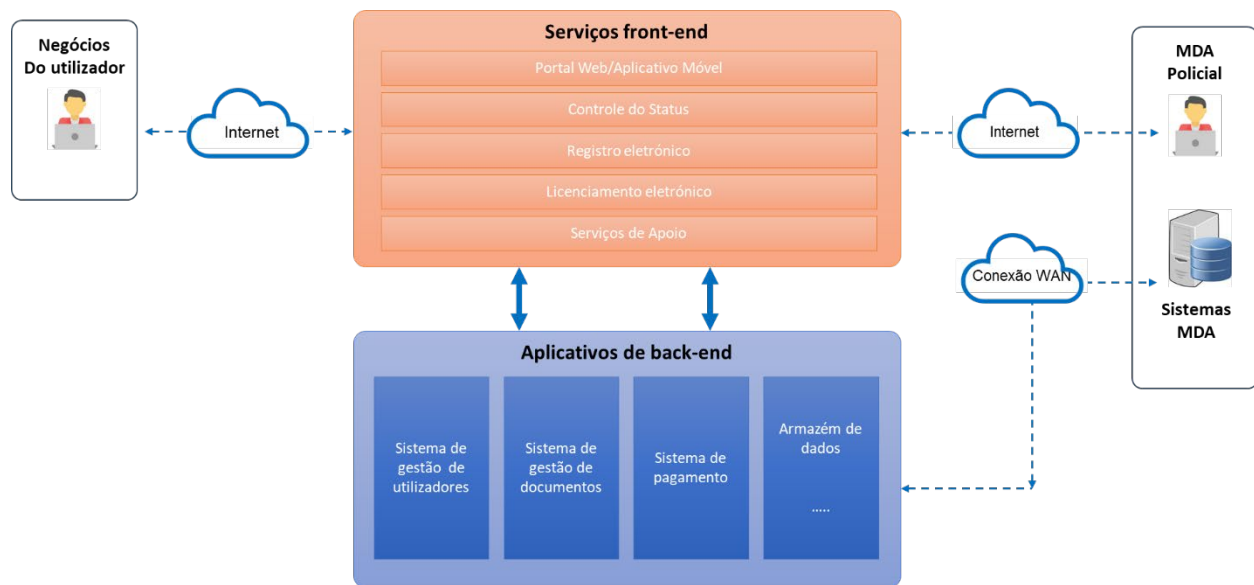 Negócios
Do utilizador
Internet
Serviços front-end
Portal Web/Aplicativo Móvel
Controle do Status
Registro eletrónico
Licenciamento eletrónico
Serviços de Apoio
Internet
MDA
Policial
Conexão WAN
Sistemas
MDA
Aplicativos de back-end
Sistema de
gestão de
utilizadores
Sistema de
gestão de
documentos
Sistema de
pagamento
Armazém de
dados
.....